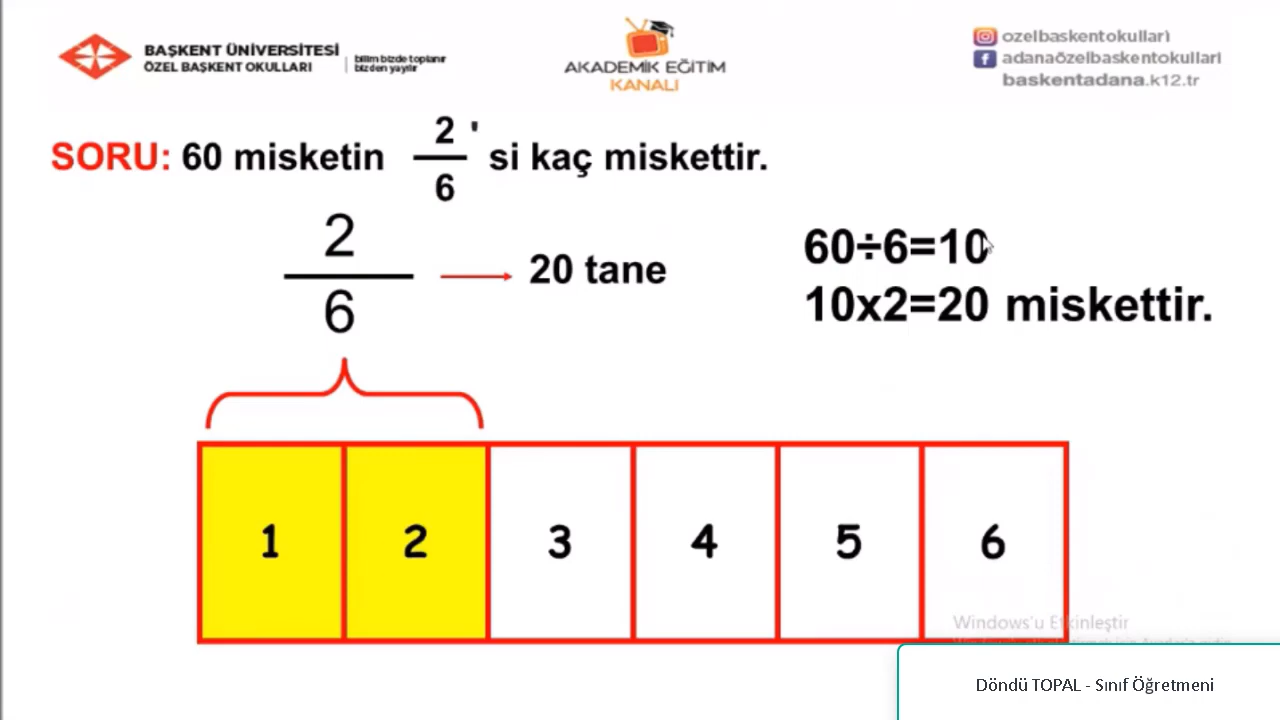 BAŞKENT ÜNİVERSİTESİ
ÖZEL BAŞKENT OKULLARI
bilim bizde toplanır
bizden yayılır
AKADEMİK EĞİTİM
KANALI
ozelbaskentokullari
adanaözelbaskentokullari
baskentadana.k12.tr
SORU: 60 misketin 2/6 'si kaç miskettir.
2
6
20 tane
60÷6=10
10x2=20 miskettir.
1 2 3 4 5 6
Windows'u Etkinleştir
Döndü TOPAL - Sınıf Öğretmeni